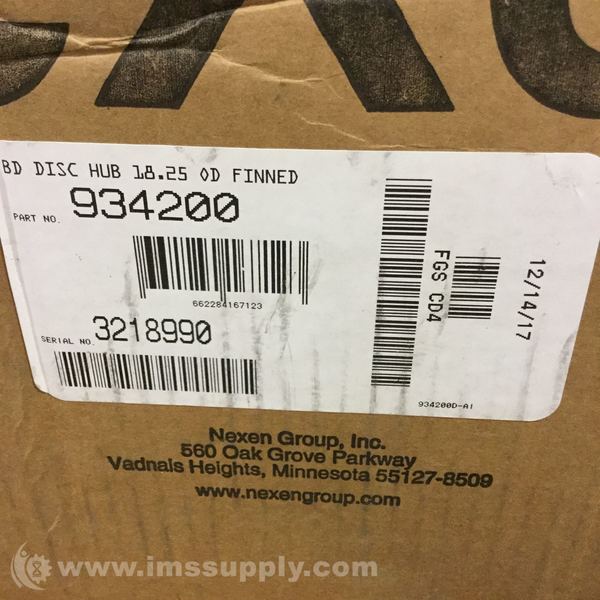 BD DISC HUB 18.25 OD FINNED
PART NO. 934200
662284167123
SERIAL NO. 3218990
FGS CD4
12/14/17
934200D-A1
Nexen Group, Inc.
560 Oak Grove Parkway
Vadnais Heights, Minnesota 55127-8509
www.nexengroup.com
www.imssupply.com